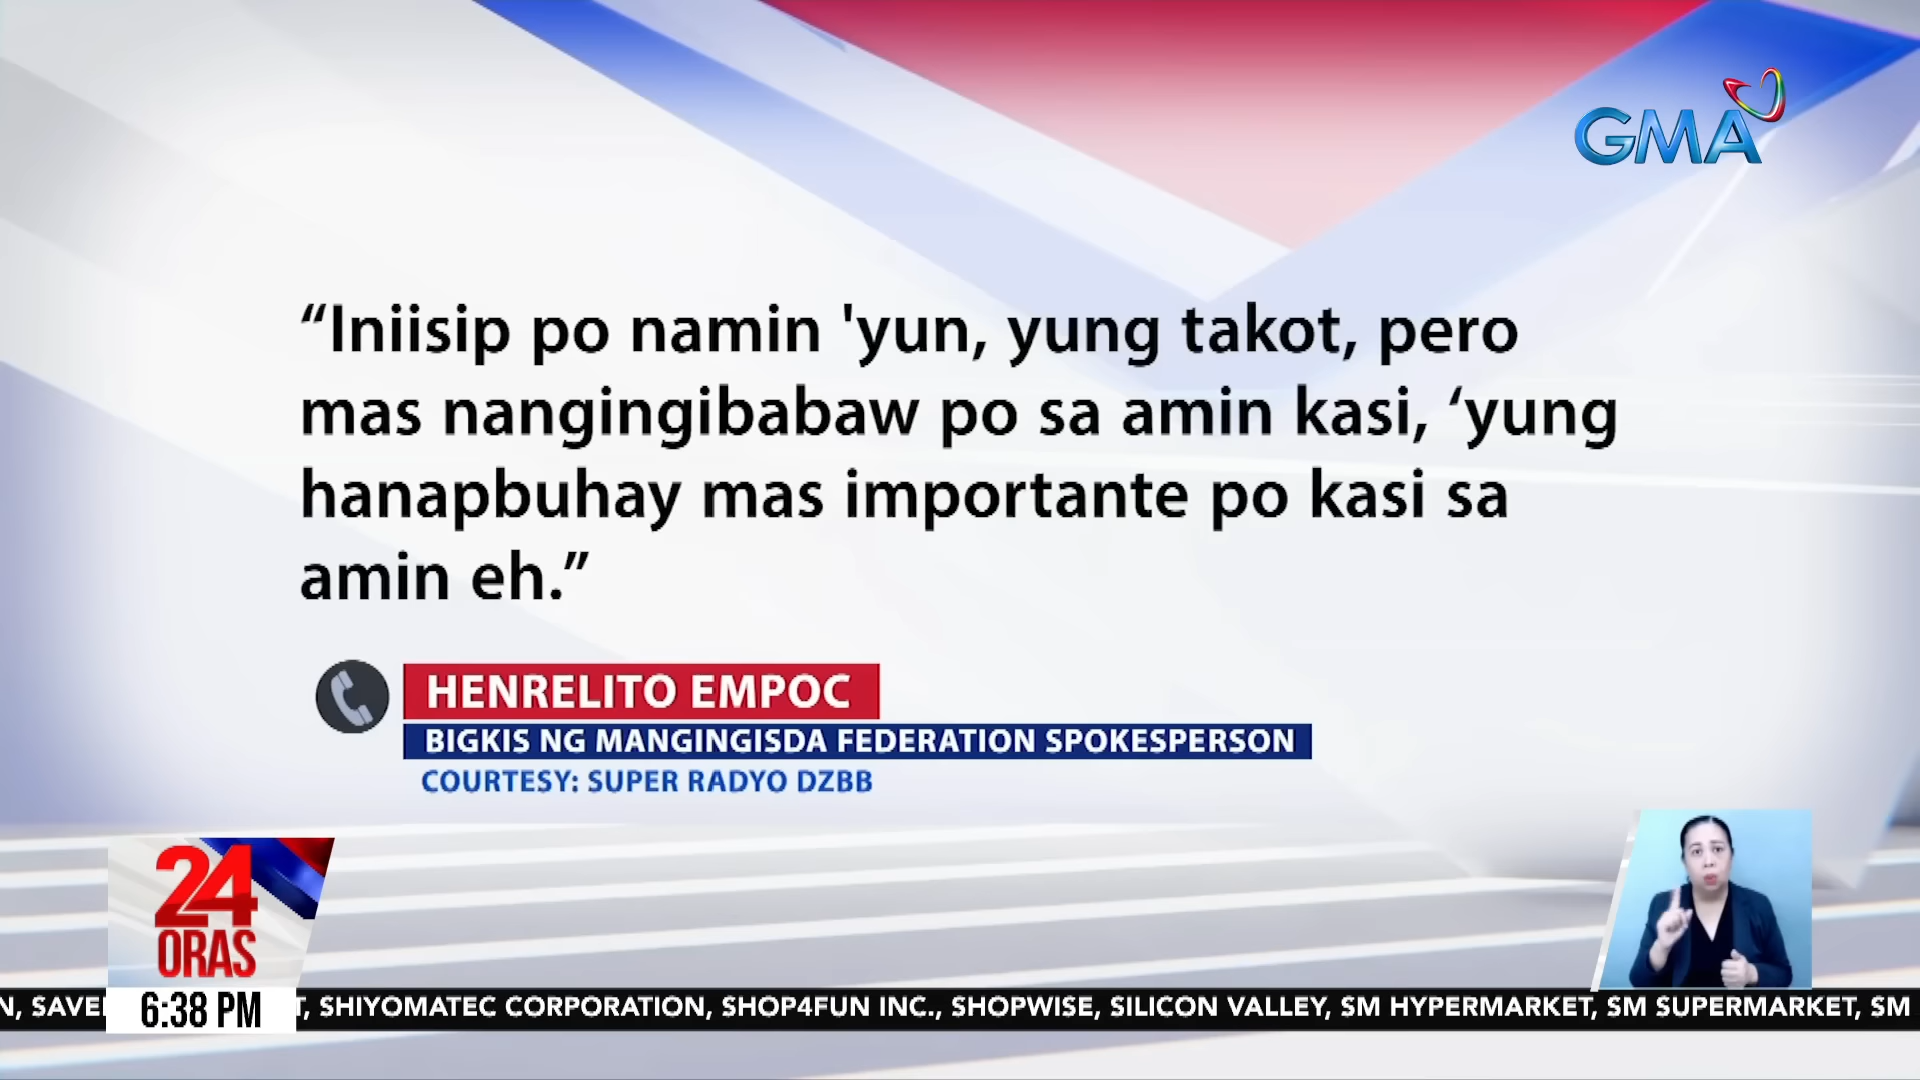 GMA
“Iniisip po namin 'yun, yung takot, pero
mas nangingibabaw po sa amin kasi, ‘yung
hanapbuhay mas importante po kasi sa
amin eh.”
HENRELITO EMPOC
BIGKIS NG MANGINGISDA FEDERATION SPOKESPERSON
COURTESY: SUPER RADYO DZBB
24
ORAS
6:38 PM
SHIYOMATEC CORPORATION, SHOP4FUN INC., SHOPWISE, SILICON VALLEY, SM HYPERMARKET, SM SUPERMARKET, SM